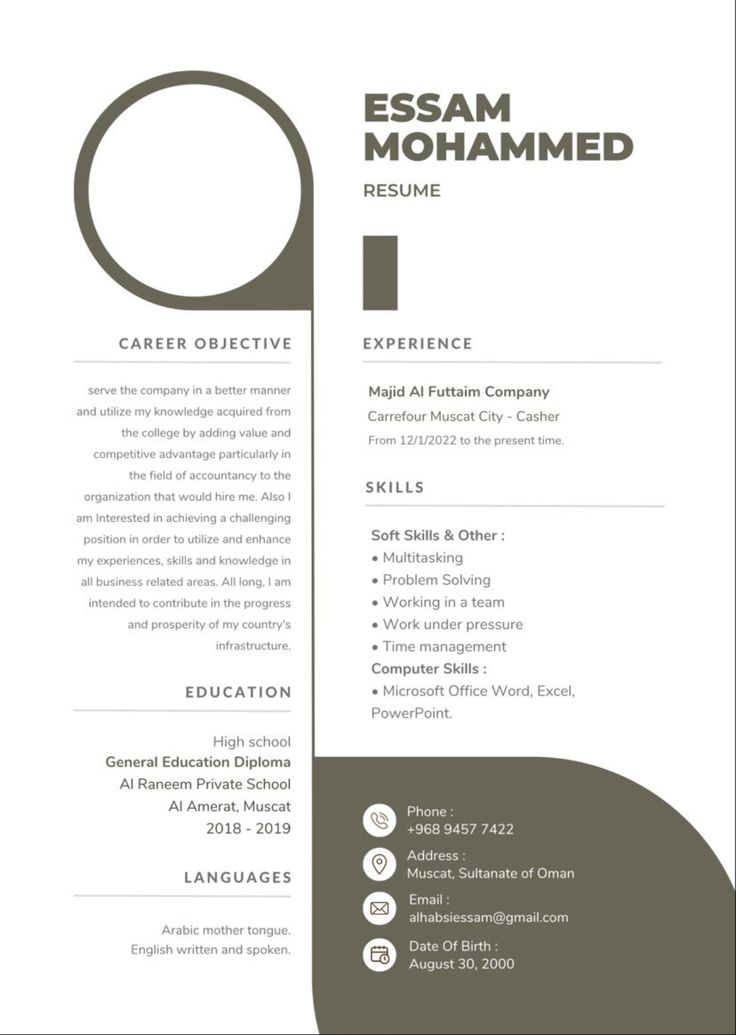 ESSAM
MOHAMMED
RESUME
CAREER OBJECTIVE
serve the company in a better manner
and utilize my knowledge acquired from
the college by adding value and
competitive advantage particularly in
the field of accountancy to the
organization that would hire me. Also I
am Interested in achieving a challenging
position in order to utilize and enhance
my experiences, skills and knowledge in
all business related areas. All long, I am
intended to contribute in the progress
and prosperity of my country's
infrastructure.
EDUCATION
High school
General Education Diploma
Al Raneem Private School
Al Amerat, Muscat
2018 - 2019
LANGUAGES
Arabic mother tongue.
English written and spoken.
EXPERIENCE
Majid Al Futtaim Company
Carrefour Muscat City - Casher
From 12/1/2022 to the present time.
SKILLS
Soft Skills & Other :
• Multitasking
• Problem Solving
• Working in a team
• Work under pressure
• Time management
Computer Skills :
• Microsoft Office Word, Excel,
PowerPoint.
Phone :
+968 9457 7422
Address :
Muscat, Sultanate of Oman
Email :
alhabsiessam@gmail.com
Date Of Birth :
August 30, 2000